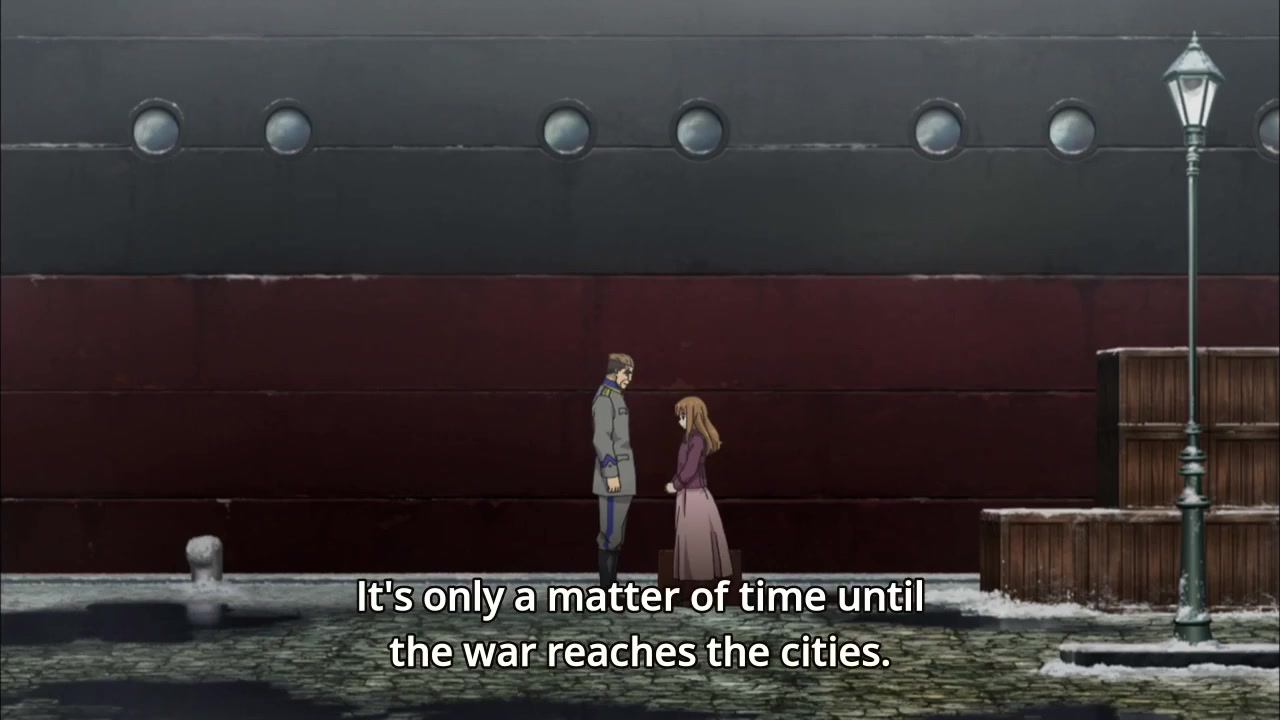 It's only a matter of time until
the war reaches the cities.